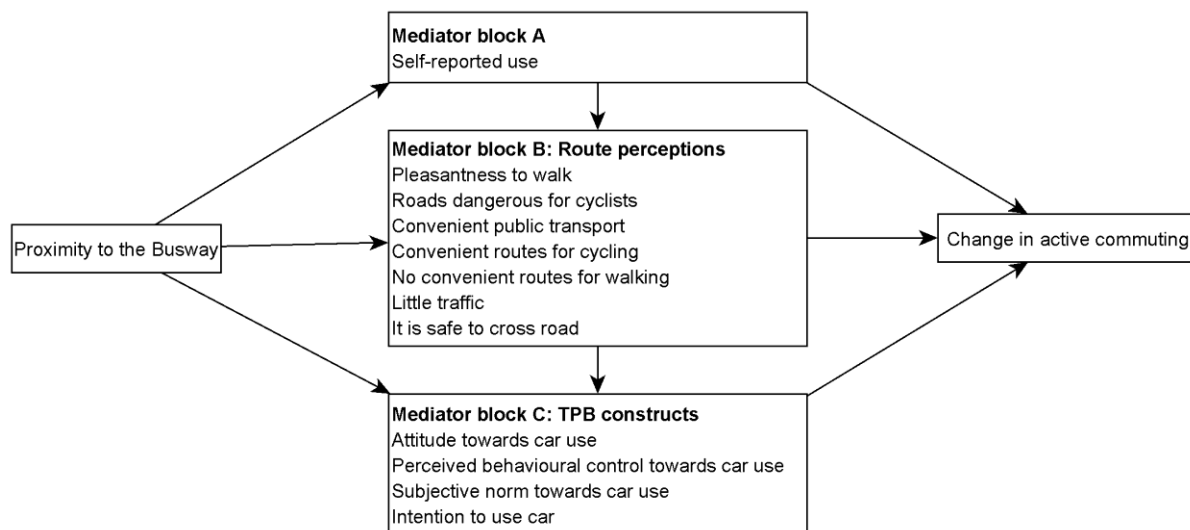 Mediator block A
Self-reported use
Mediator block B: Route perceptions
Pleasantness to walk
Roads dangerous for cyclists
Convenient public transport
Convenient routes for cycling
No convenient routes for walking
Little traffic
It is safe to cross road
Proximity to the Busway
Change in active commuting
Mediator block C: TPB constructs
Attitude towards car use
Perceived behavioural control towards car use
Subjective norm towards car use
Intention to use car